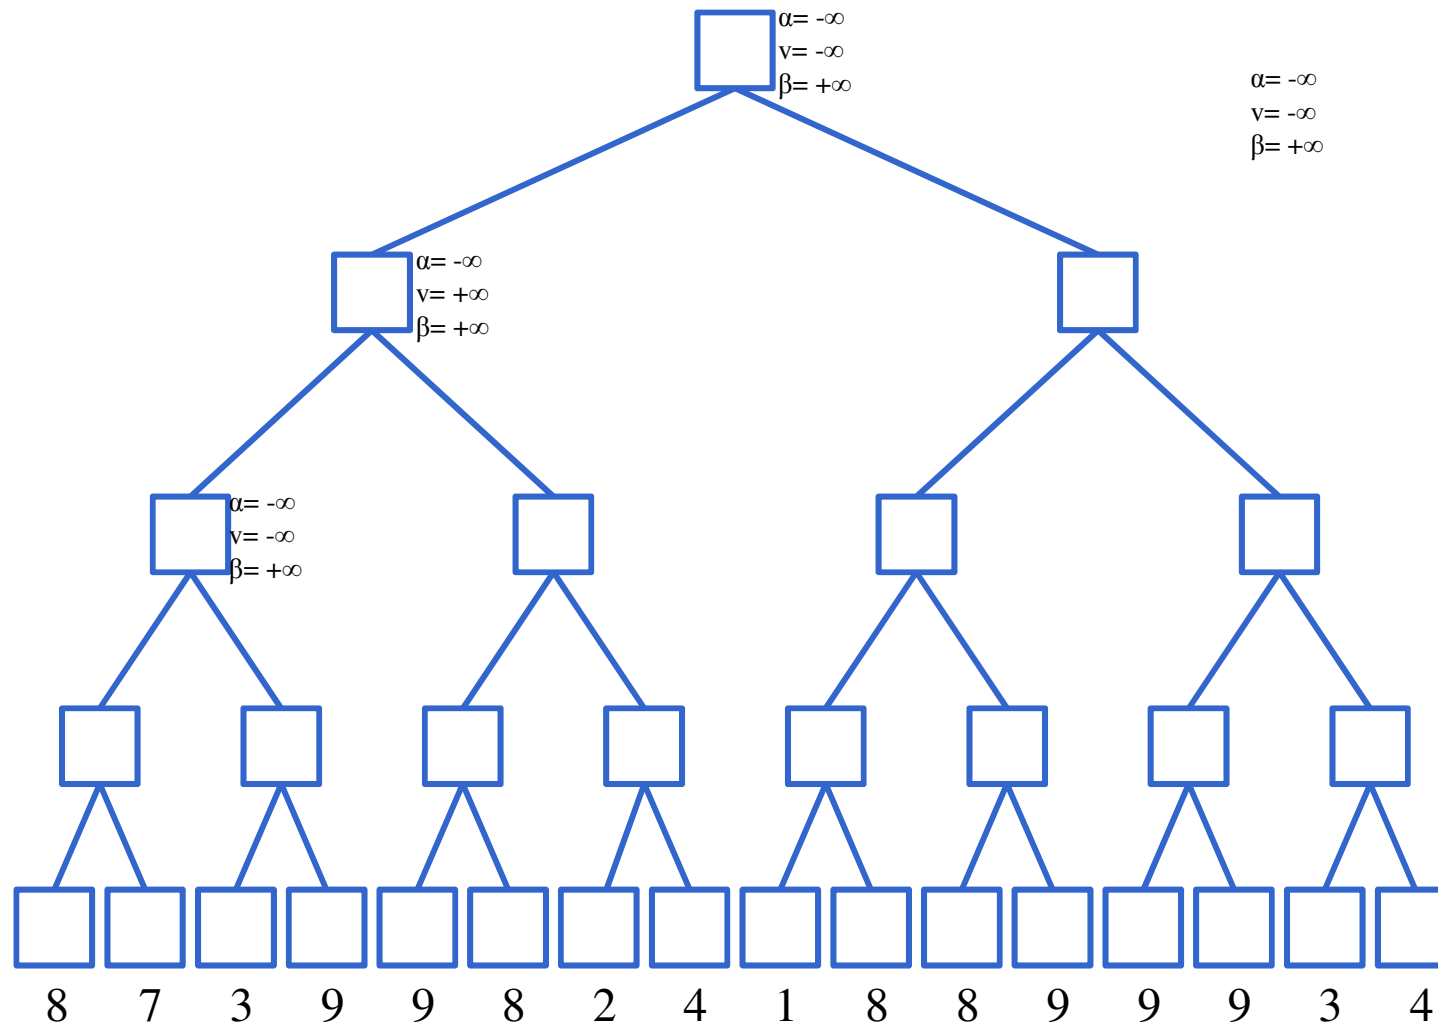 α= -∞
v= -∞
β= +∞
α= -∞
v= -∞
β= +∞
α= -∞
v= +∞
β= +∞
α= -∞
v= -∞
β= +∞
8 7 3 9 9 8 2 4 1 8 8 9 9 9 3 4